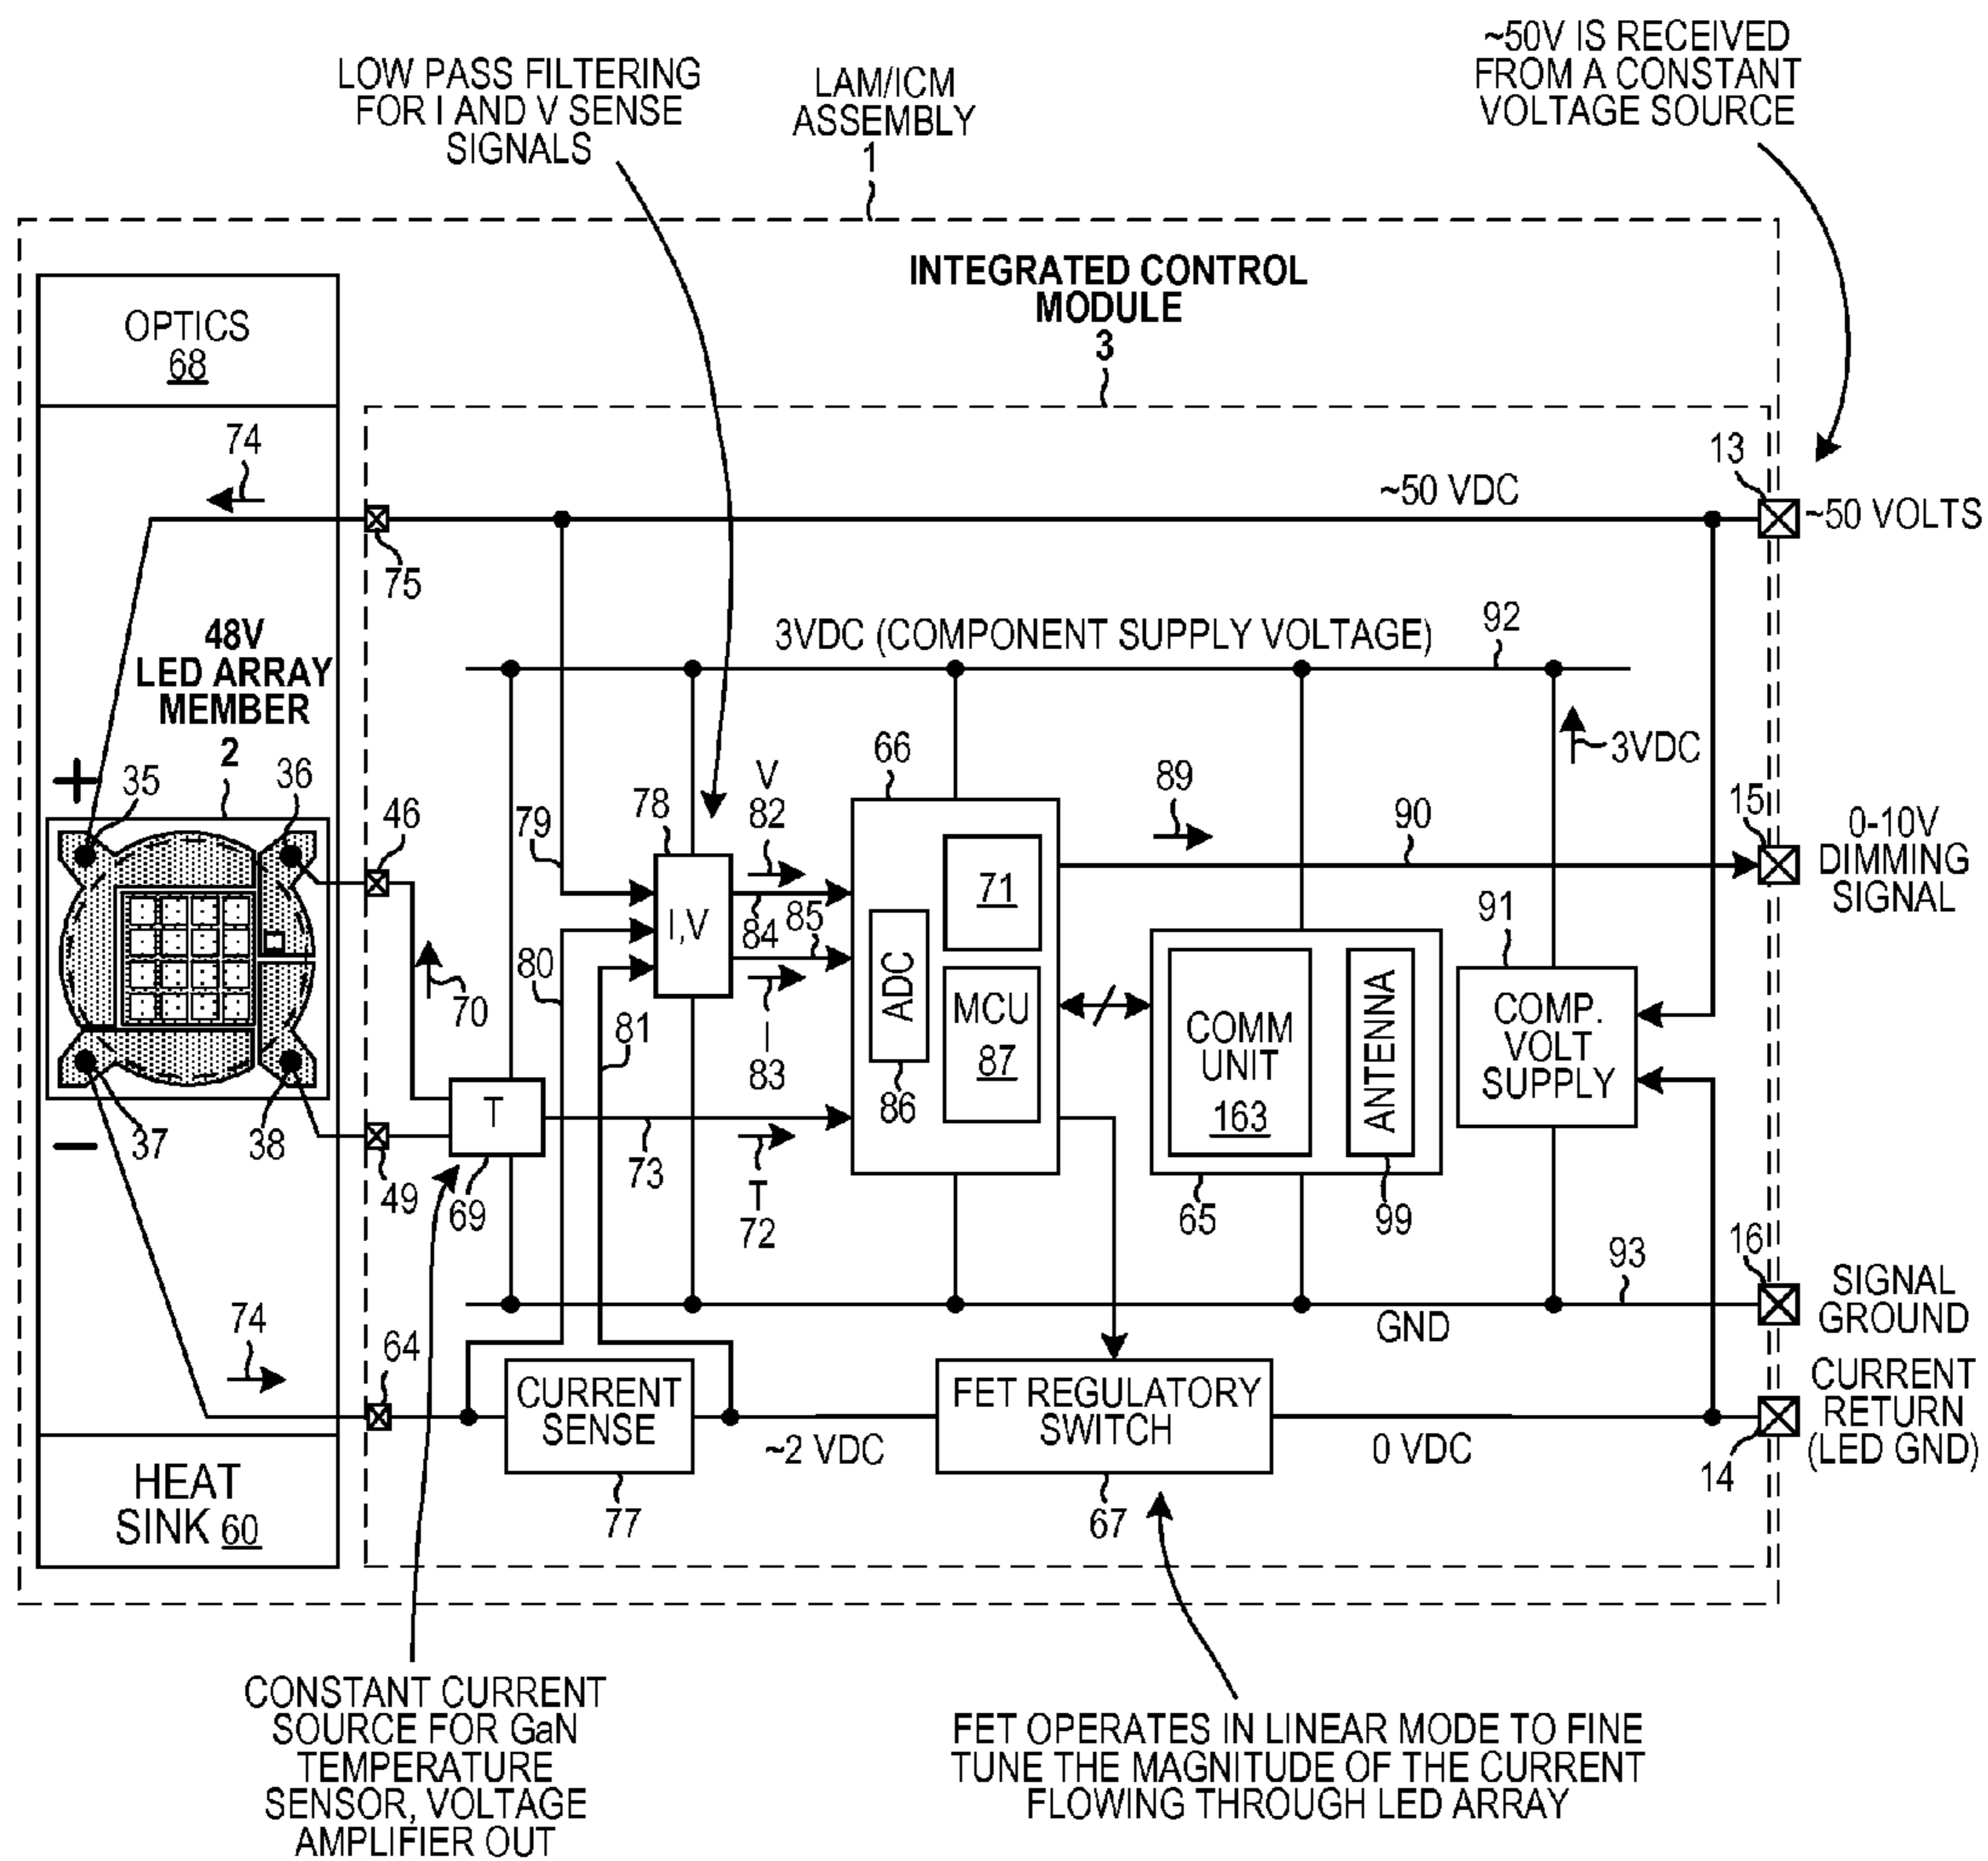 ~50V IS RECEIVED
FROM A CONSTANT
VOLTAGE SOURCE
LOW PASS FILTERING
FOR I AND V SENSE
SIGNALS
LAM/ICM
ASSEMBLY
1
INTEGRATED CONTROL
MODULE
3
OPTICS
68
74
13
~50 VDC
~50 VOLTS
75
48V
LED ARRAY
MEMBER
2
3VDC (COMPONENT SUPPLY VOLTAGE)
92
3VDC
+
35
36
46
79
78
V
82
66
89
90
15
0-10V
DIMMING
SIGNAL
I,V
84
85
71
91
70
80
81
I
83
ADC
86
MCU
87
COMM
UNIT
163
ANTENNA
COMP.
VOLT
SUPPLY
–
37
38
49
T
69
73
T
72
65
99
93
16
SIGNAL
GROUND
GND
74
64
CURRENT
SENSE
77
~2 VDC
FET REGULATORY
SWITCH
67
0 VDC
14
CURRENT
RETURN
(LED GND)
HEAT
SINK 60
CONSTANT CURRENT
SOURCE FOR GaN
TEMPERATURE
SENSOR, VOLTAGE
AMPLIFIER OUT
FET OPERATES IN LINEAR MODE TO FINE
TUNE THE MAGNITUDE OF THE CURRENT
FLOWING THROUGH LED ARRAY